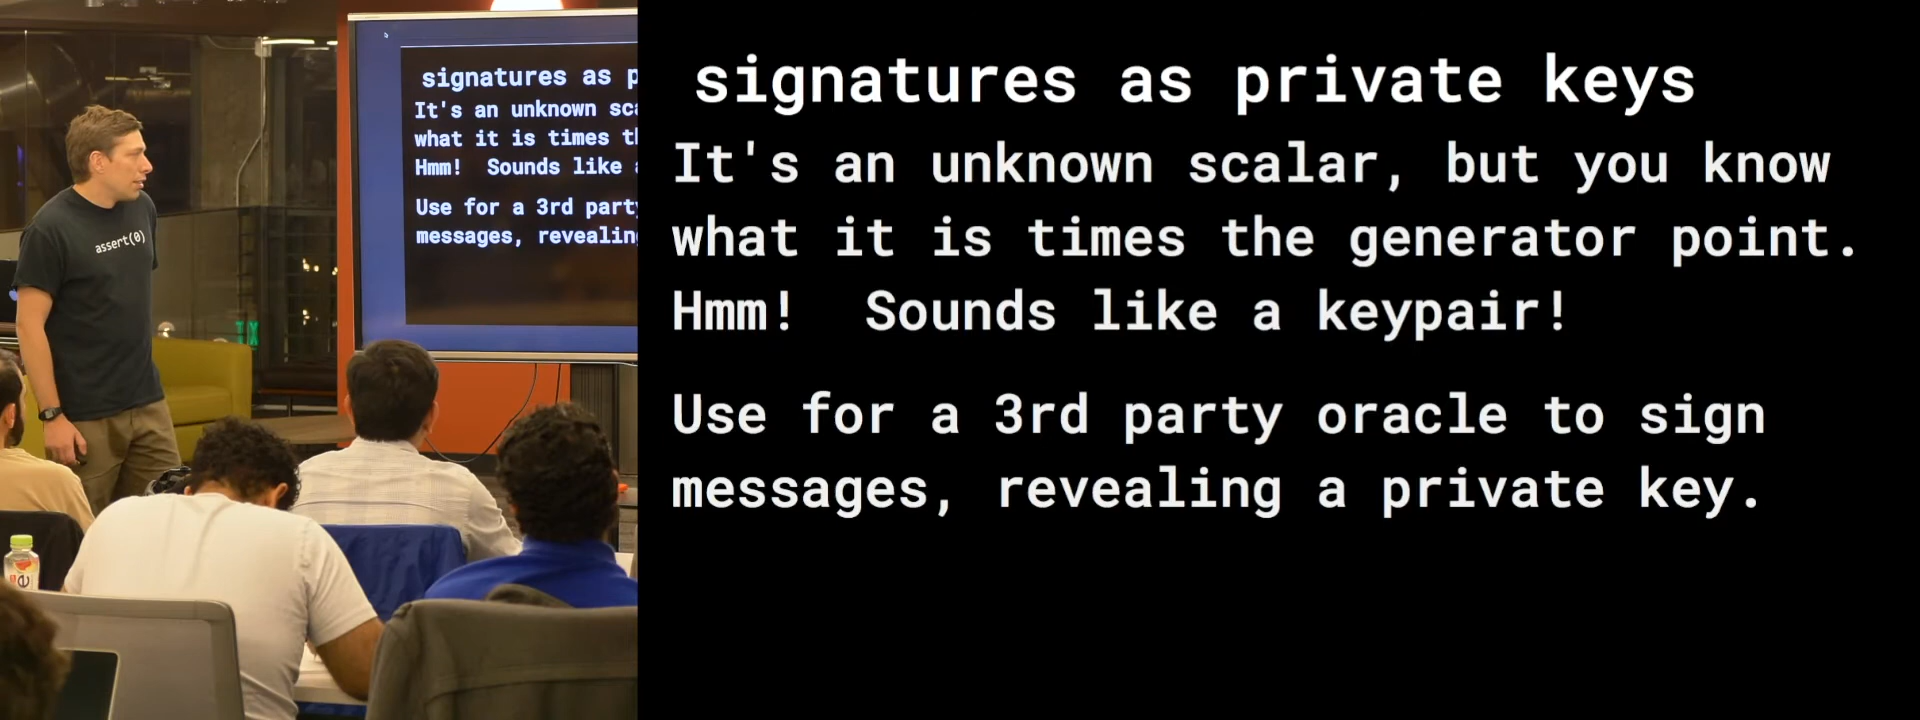 assert(0)
signatures as p
It's an unknown sca
what it is times th
Hmm!  Sounds like a
Use for a 3rd party
messages, revealing
signatures as private keys
It's an unknown scalar, but you know
what it is times the generator point.
Hmm!  Sounds like a keypair!
Use for a 3rd party oracle to sign
messages, revealing a private key.